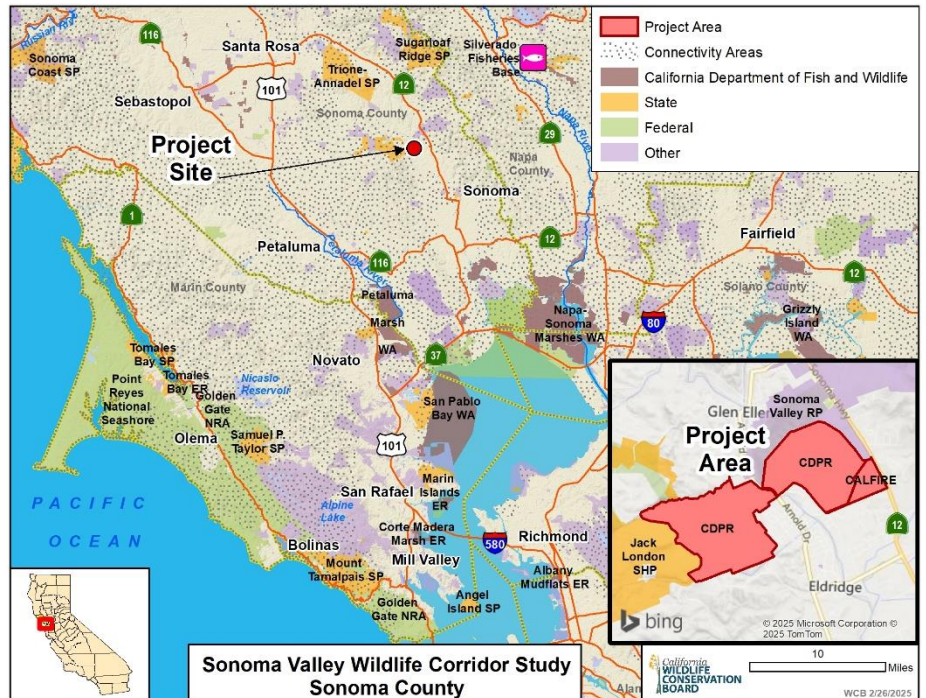 Russian River
116
Santa Rosa
Sugarloaf
Ridge SP
Silverado
Fisheries
Base
Sonoma
Coast SP
Trione-
Annadel SP
12
101
Sebastopol
Sonoma County
Napa River
29
Project
Site
Napa
County
Sonoma
1
Petaluma
12
116
Petaluma River
Marin County
Petaluma
Marsh
WA
Napa-
Sonoma
Marshes WA
80
Fairfield
12
Solano County
Grizzly
Island
WA
Novato
37
Tomales
Bay SP
Tomales
Bay ER
Nicasio
Reservoir
Point
Reyes
National
Seashore
Golden
Gate
NRA
Olema
Samuel P.
Taylor SP
San Pablo
Bay WA
101
San Rafael
Marin
Islands
ER
Alpine
Lake
PACIFIC
OCEAN
Bolinas
Corte Madera
Marsh ER
580
Richmond
Mill Valley
Mount
Tamalpais SP
Albany
Mudflats ER
Angel
Island SP
Golden
Gate NRA
Alan
Project Area
Connectivity Areas
California Department of Fish and Wildlife
State
Federal
Other
Glen Elle
Sonoma
Valley RP
Project
Area
CDPR
CALFIRE
CDPR
Arnold Dr
12
Jack
London
SHP
Eldridge
bing
© 2025 Microsoft Corporation ©
2025 TomTom
Sonoma Valley Wildlife Corridor Study
Sonoma County
California
WILDLIFE
CONSERVATION
BOARD
10
Miles
WCB 2/26/2025